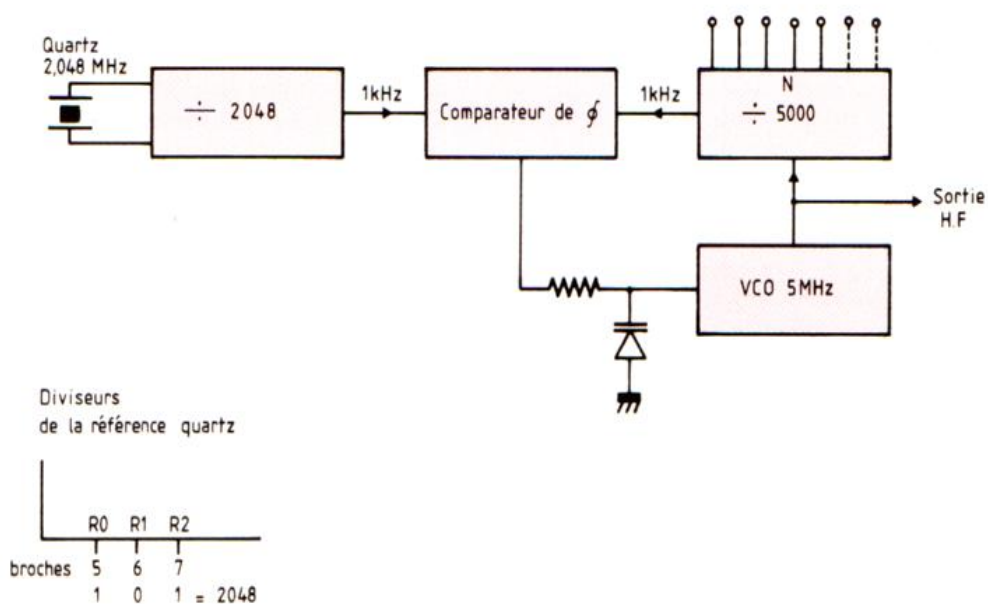 Quartz
2,048 MHz
÷ 2048
1kHz
Comparateur de ∮
1kHz
N
÷ 5000
Sortie
H.F
VCO 5MHz
Diviseurs
de la référence quartz
R0 R1 R2
broches 5 6 7
1 0 1 = 2048